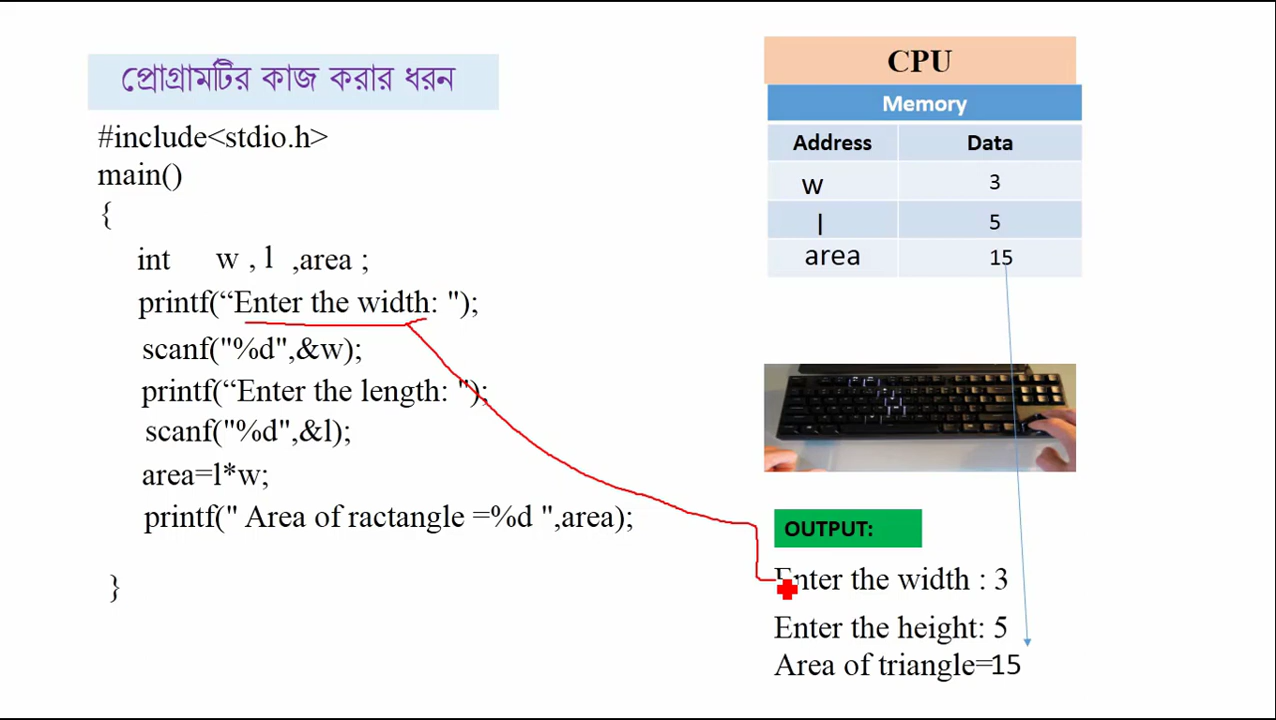 প্রোগ্রামটির কাজ করার ধরন
#include<stdio.h>
main()
{
int w , l ,area ;
printf(“Enter the width: ");
scanf("%d",&w);
printf(“Enter the length: ");
scanf("%d",&l);
area=l*w;
printf(" Area of ractangle =%d ",area);
}
CPU
Memory
Address Data
w 3
l 5
area 15
OUTPUT:
Enter the width : 3
Enter the height: 5
Area of triangle=15